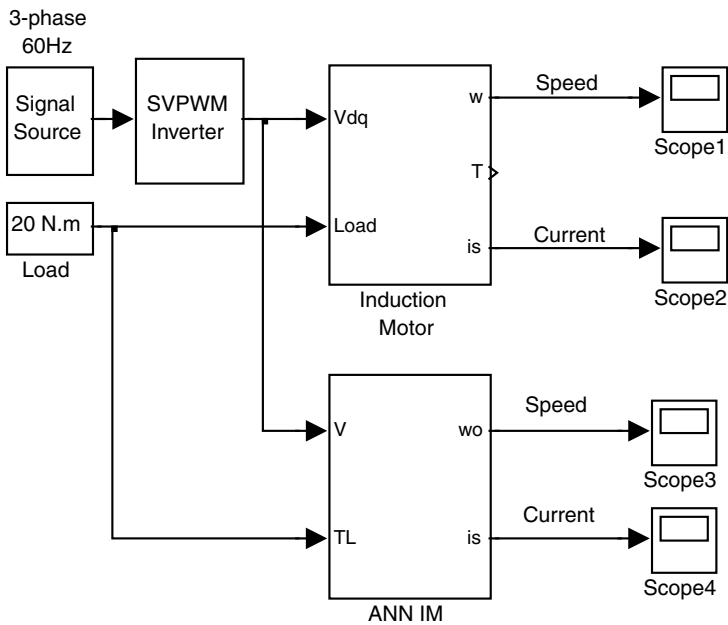 3-phase
60Hz
Signal
Source
SVPWM
Inverter
Vdq
Load
w
T
is
Speed
Current
Scope1
Scope2
20 N.m
Load
Induction
Motor
V
TL
wo
is
Speed
Current
Scope3
Scope4
ANN IM